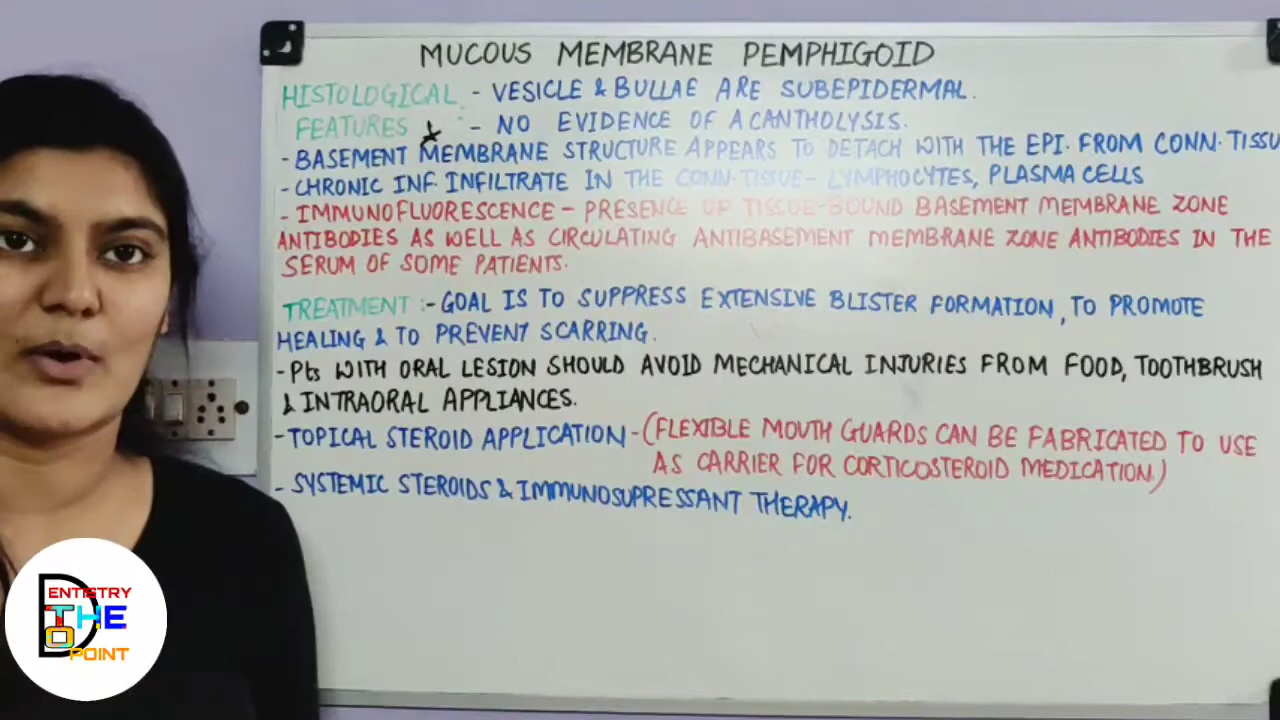 MUCOUS MEMBRANE PEMPHIGOID
HISTOLOGICAL - VESICLE & BULLAE ARE SUBEPIDERMAL.
FEATURES - NO EVIDENCE OF ACANTHOLYSIS.
- BASEMENT MEMBRANE STRUCTURE APPEARS TO DETACH WITH THE EPI. FROM CONN. TISSU
- CHRONIC INF. INFILTRATE IN THE CONN. TISSUE - LYMPHOCYTES, PLASMA CELLS
- IMMUNOFLUORESCENCE - PRESENCE OF TISSUE-BOUND BASEMENT MEMBRANE ZONE
ANTIBODIES AS WELL AS CIRCULATING ANTIBASEMENT MEMBRANE ZONE ANTIBODIES IN THE
SERUM OF SOME PATIENTS.
TREATMENT :- GOAL IS TO SUPPRESS EXTENSIVE BLISTER FORMATION, TO PROMOTE
HEALING & TO PREVENT SCARRING.
- Pts WITH ORAL LESION SHOULD AVOID MECHANICAL INJURIES FROM FOOD, TOOTHBRUSH
& INTRAORAL APPLIANCES.
- TOPICAL STEROID APPLICATION - (FLEXIBLE MOUTH GUARDS CAN BE FABRICATED TO USE
AS CARRIER FOR CORTICOSTEROID MEDICATION.)
- SYSTEMIC STEROIDS & IMMUNOSUPRESSANT THERAPY.
DENTISTRY
THE
TO
POINT